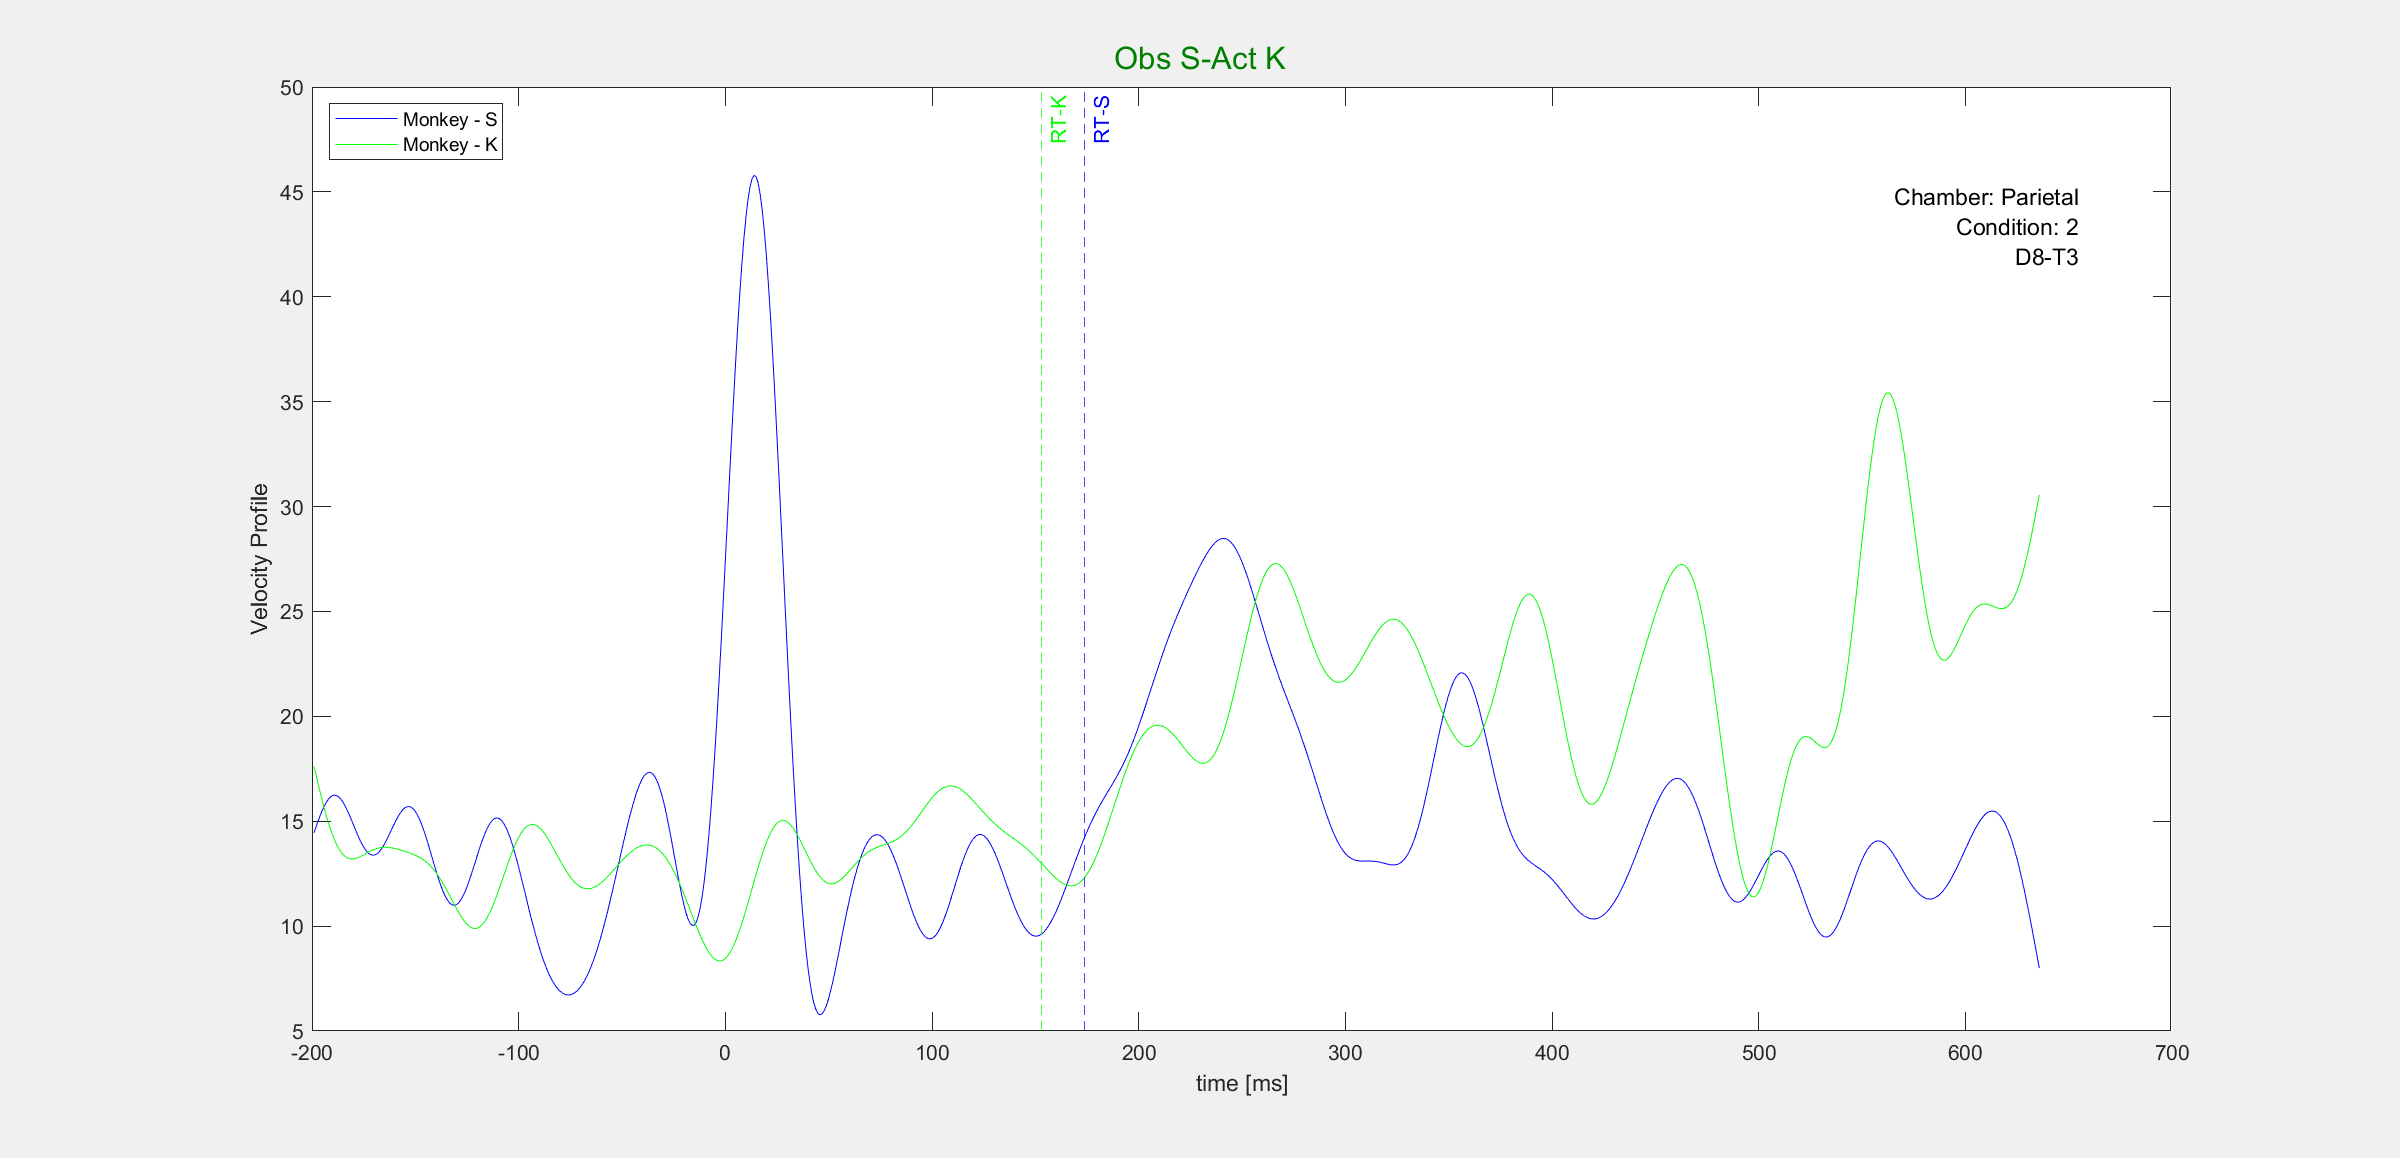 Obs S-Act K
Monkey - S
Monkey - K
RT-K
RT-S
Chamber: Parietal
Condition: 2
D8-T3
Velocity Profile
50
45
40
35
30
25
20
15
10
5
-200
-100
0
100
200
300
400
500
600
700
time [ms]